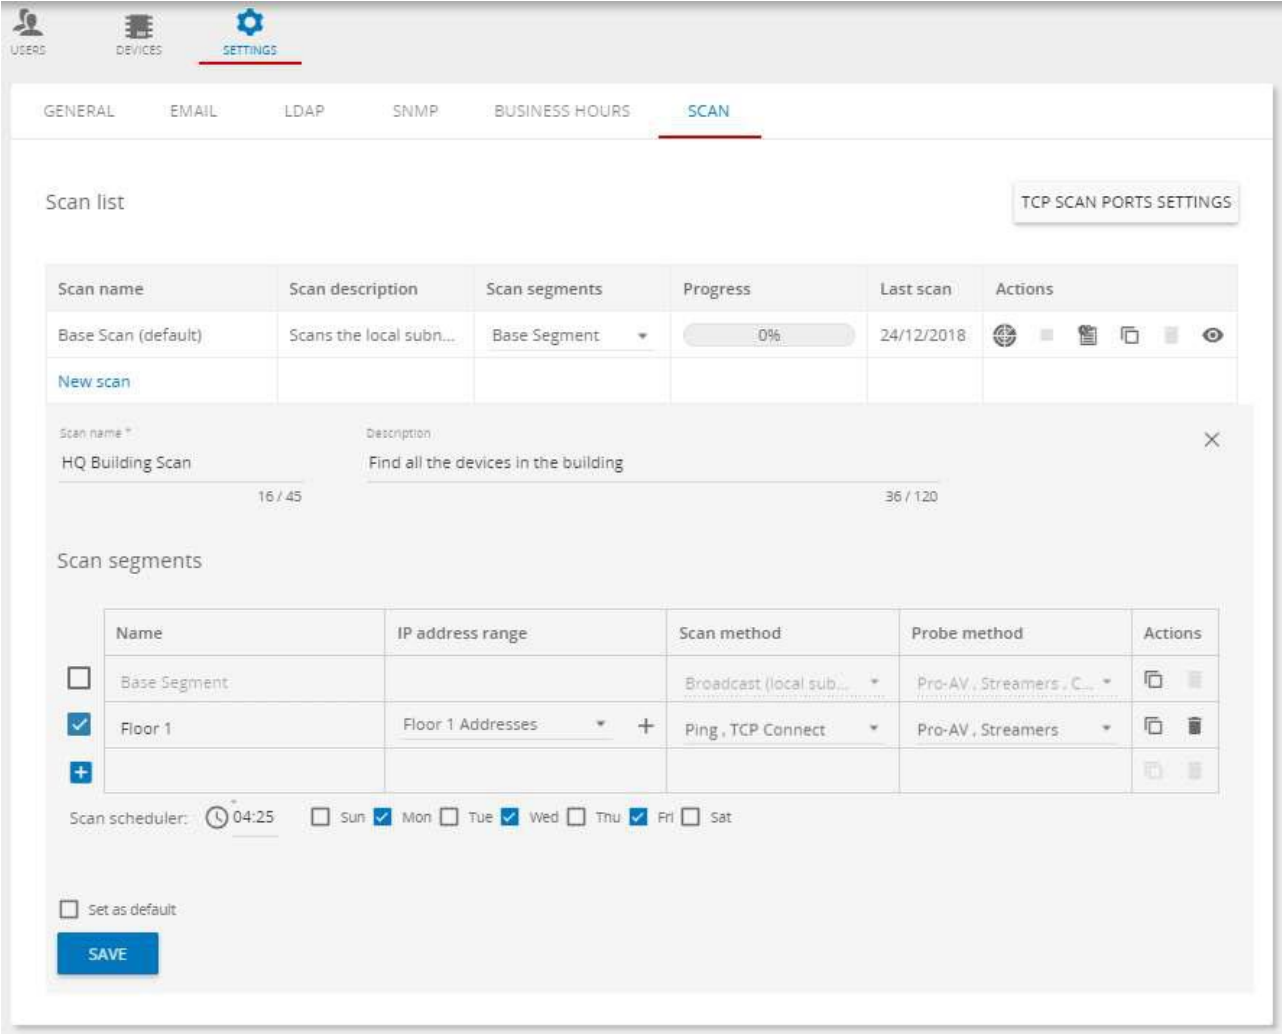 USERS DEVICES SETTINGS
GENERAL EMAIL LDAP SNMP BUSINESS HOURS SCAN
Scan list TCP SCAN PORTS SETTINGS
Scan name Scan description Scan segments Progress Last scan Actions
Base Scan (default) Scans the local subn... Base Segment 0% 24/12/2018
New scan
Scan name * Description
HQ Building Scan Find all the devices in the building
16 / 45 36 / 120
Scan segments
Name IP address range Scan method Probe method Actions
Base Segment Broadcast (local sub... Pro-AV , Streamers , C...
Floor 1 Floor 1 Addresses Ping , TCP Connect Pro-AV , Streamers
Scan scheduler: 04:25 Sun Mon Tue Wed Thu Fri Sat
Set as default
SAVE